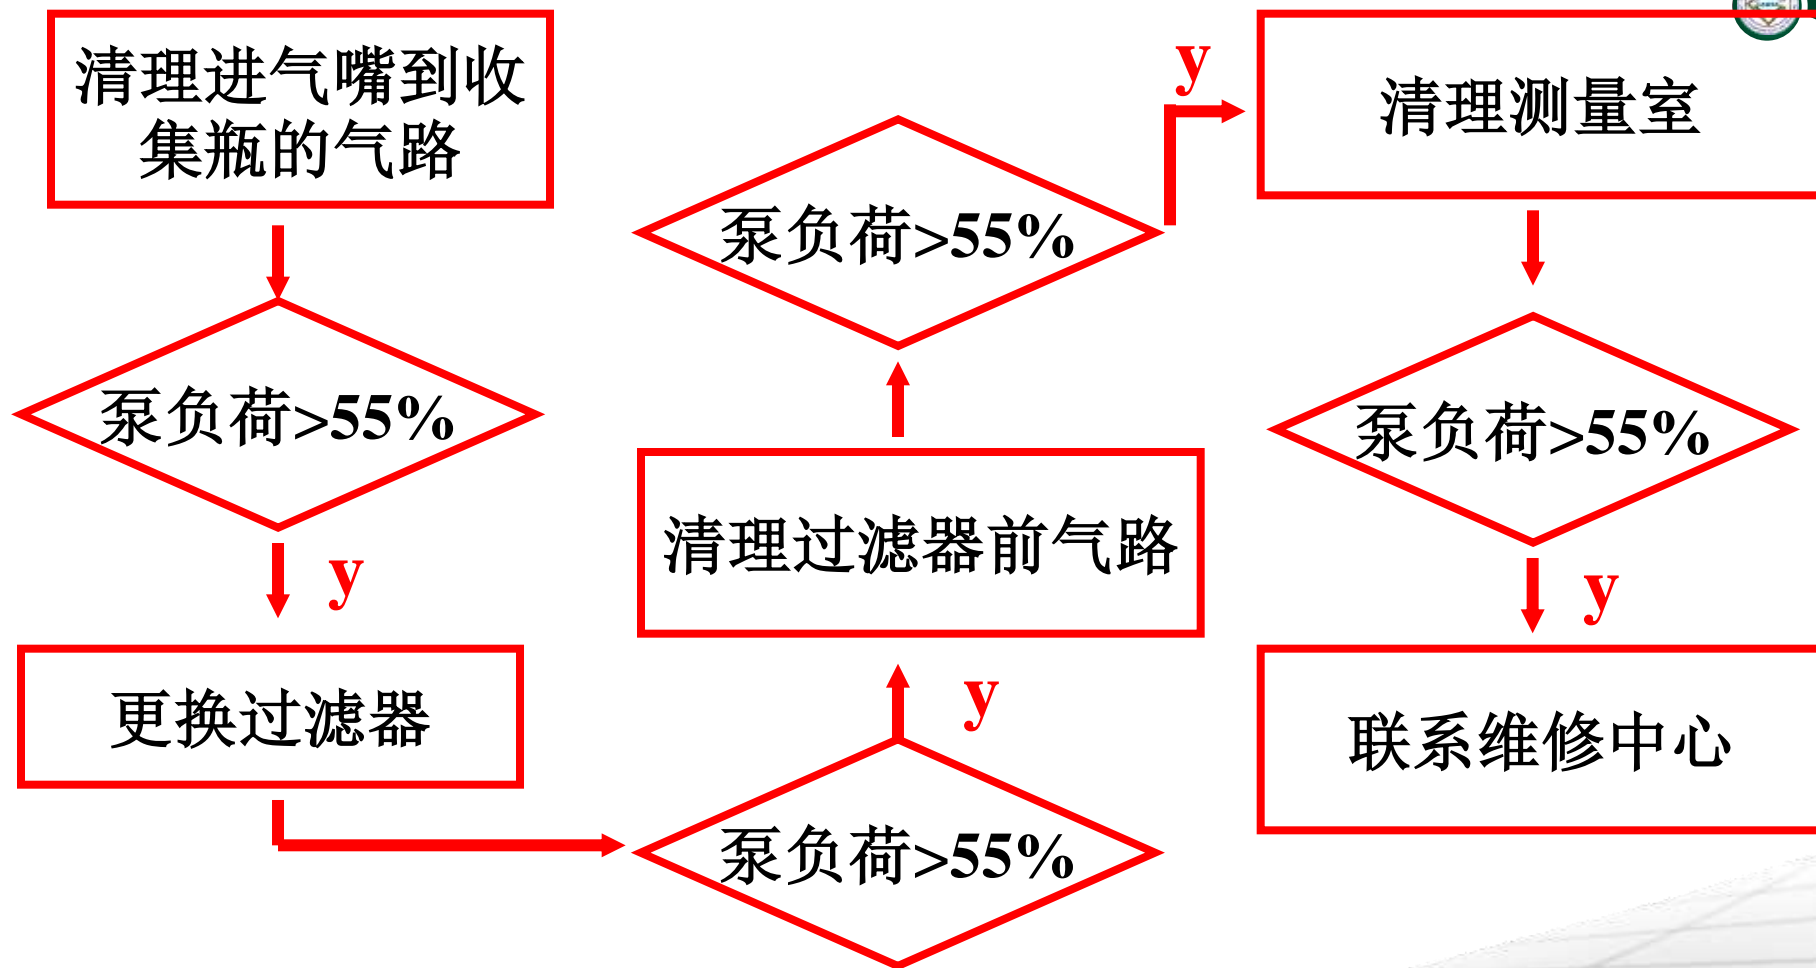 清理进气嘴到收
集瓶的气路
泵负荷>55%
y
更换过滤器
泵负荷>55%
y
清理过滤器前气路
泵负荷>55%
y
清理测量室
泵负荷>55%
y
联系维修中心